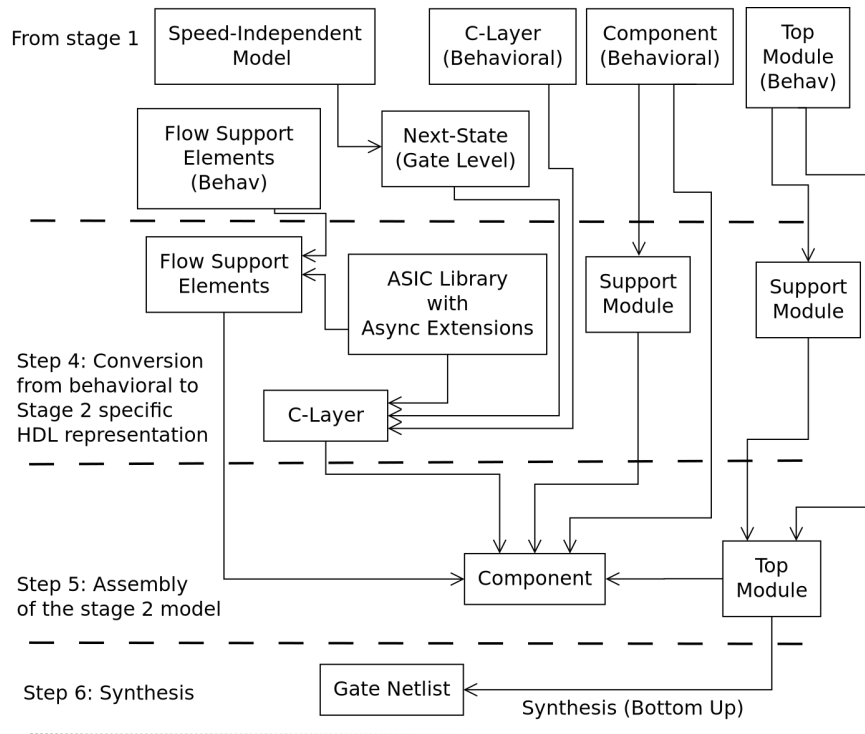 From stage 1
Speed-Independent
Model
C-Layer
(Behavioral)
Component
(Behavioral)
Top
Module
(Behav)
Flow Support
Elements
(Behav)
Next-State
(Gate Level)
Flow Support
Elements
ASIC Library
with
Async Extensions
Support
Module
Support
Module
Step 4: Conversion
from behavioral to
Stage 2 specific
HDL representation
C-Layer
Step 5: Assembly
of the stage 2 model
Component
Top
Module
Step 6: Synthesis
Gate Netlist
Synthesis (Bottom Up)